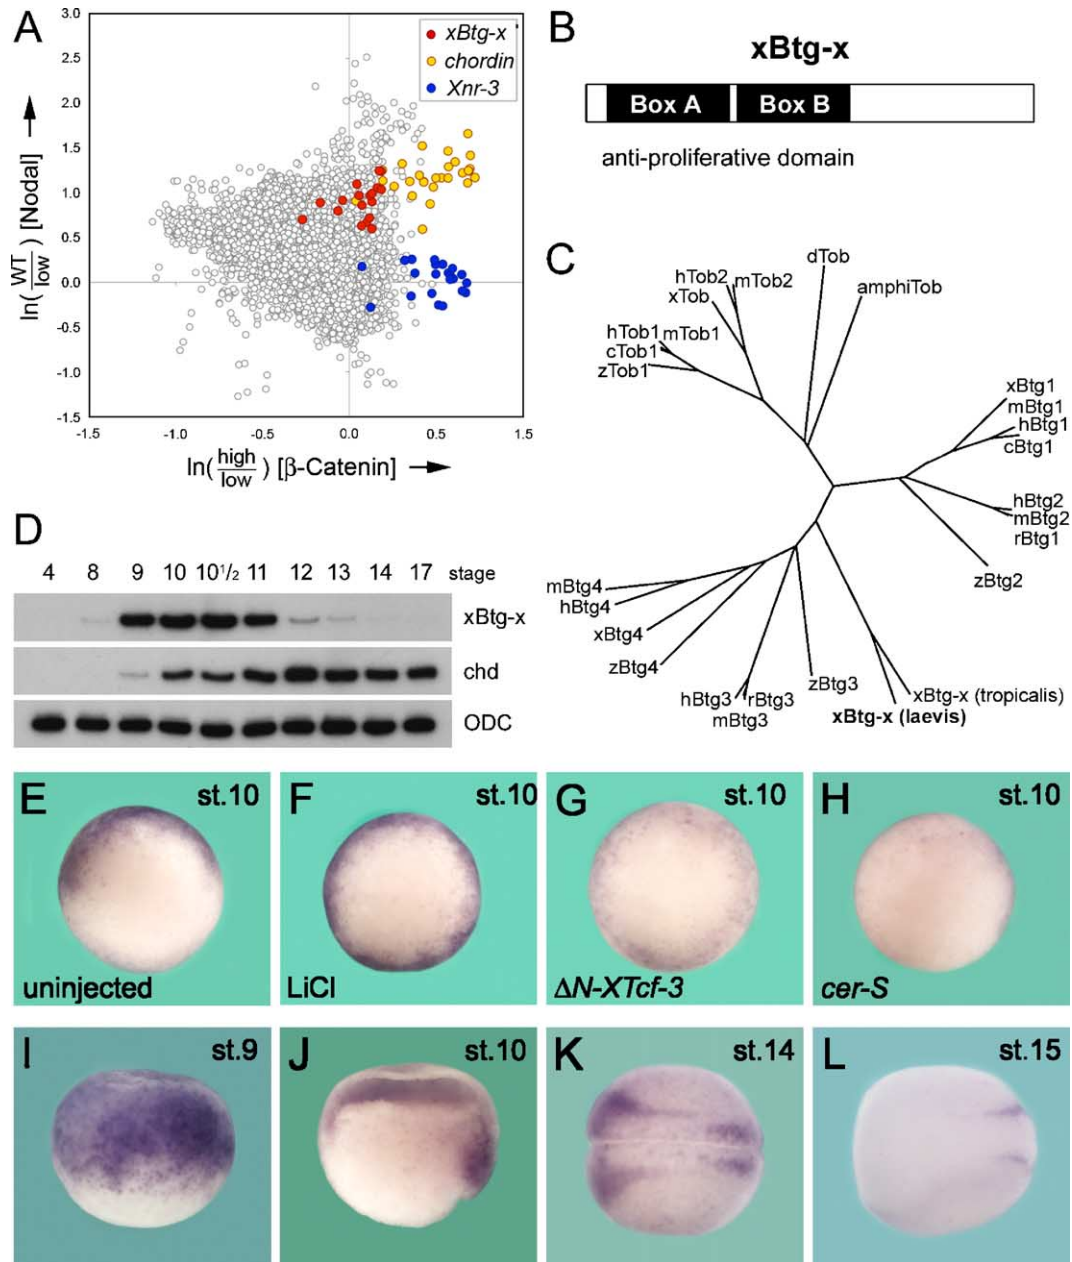 A
3.0
2.5
2.0
1.5
1.0
0.5
0.0
-0.5
-1.0
-1.5
-1.5
-1.0
-0.5
0.0
0.5
1.5
ln(WT/low) [Nodal]
ln(high/low) [β-Catenin]
xBtg-x
chordin
Xnr-3
B
xBtg-x
Box A
Box B
anti-proliferative domain
C
dTob
hTob2
mTob2
xTob
amphiTob
hTob1
mTob1
cTob1
zTob1
xBtg1
mBtg1
hBtg1
cBtg1
hBtg2
mBtg2
rBtg1
zBtg2
mBtg4
hBtg4
xBtg4
zBtg4
hBtg3
rBtg3
mBtg3
zBtg3
xBtg-x (tropicalis)
xBtg-x (laevis)
D
4 8 9 10 10 1/2 11 12 13 14 17 stage
xBtg-x
chd
ODC
E
st.10
uninjected
F
st.10
LiCl
G
st.10
ΔN-XTcf-3
H
st.10
cer-S
I
st.9
J
st.10
K
st.14
L
st.15